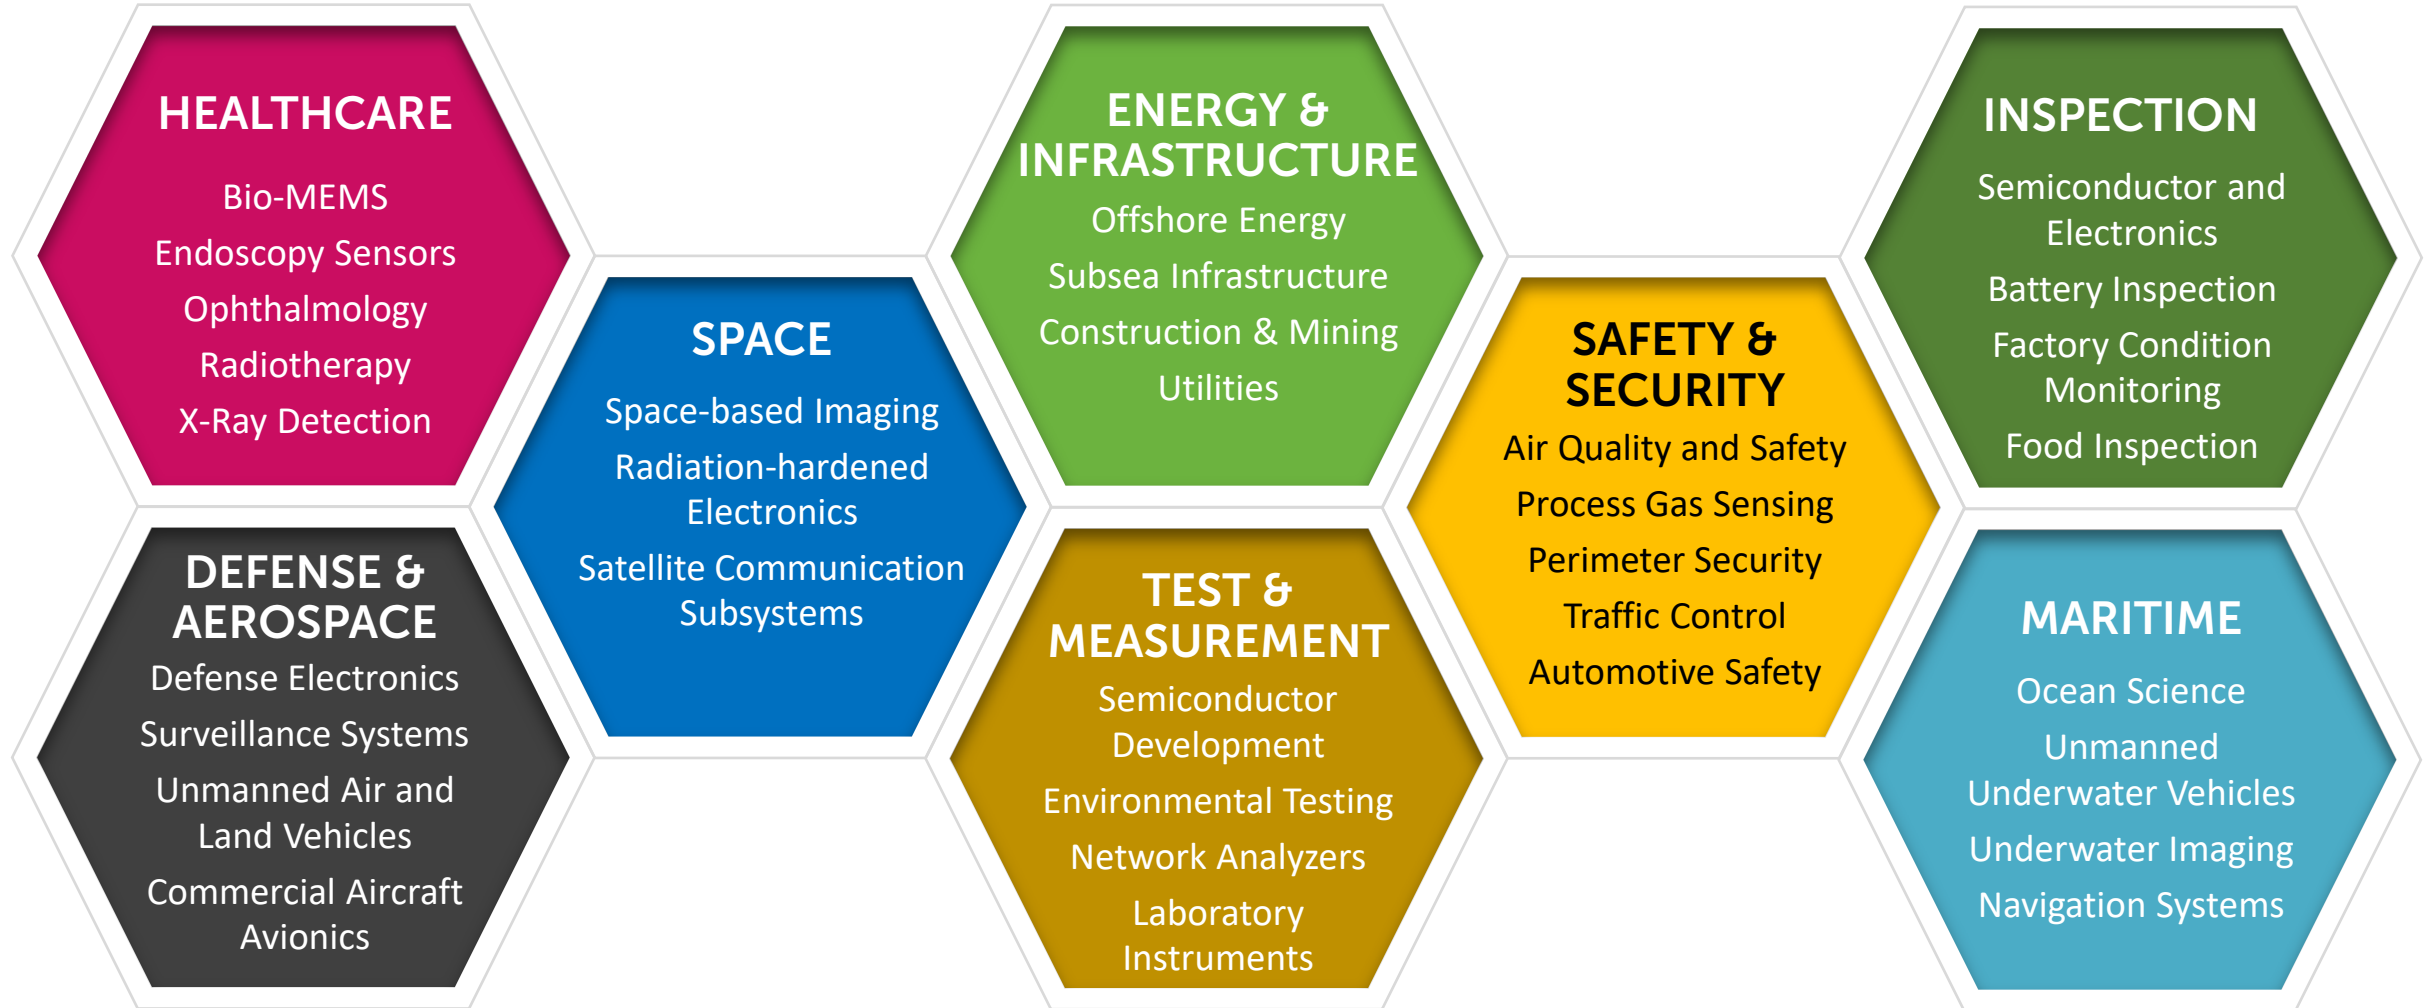 HEALTHCARE
Bio-MEMS
Endoscopy Sensors
Ophthalmology
Radiotherapy
X-Ray Detection
DEFENSE &
AEROSPACE
Defense Electronics
Surveillance Systems
Unmanned Air and
Land Vehicles
Commercial Aircraft
Avionics
SPACE
Space-based Imaging
Radiation-hardened
Electronics
Satellite Communication
Subsystems
ENERGY &
INFRASTRUCTURE
Offshore Energy
Subsea Infrastructure
Construction & Mining
Utilities
TEST &
MEASUREMENT
Semiconductor
Development
Environmental Testing
Network Analyzers
Laboratory
Instruments
SAFETY &
SECURITY
Air Quality and Safety
Process Gas Sensing
Perimeter Security
Traffic Control
Automotive Safety
INSPECTION
Semiconductor and
Electronics
Battery Inspection
Factory Condition
Monitoring
Food Inspection
MARITIME
Ocean Science
Unmanned
Underwater Vehicles
Underwater Imaging
Navigation Systems